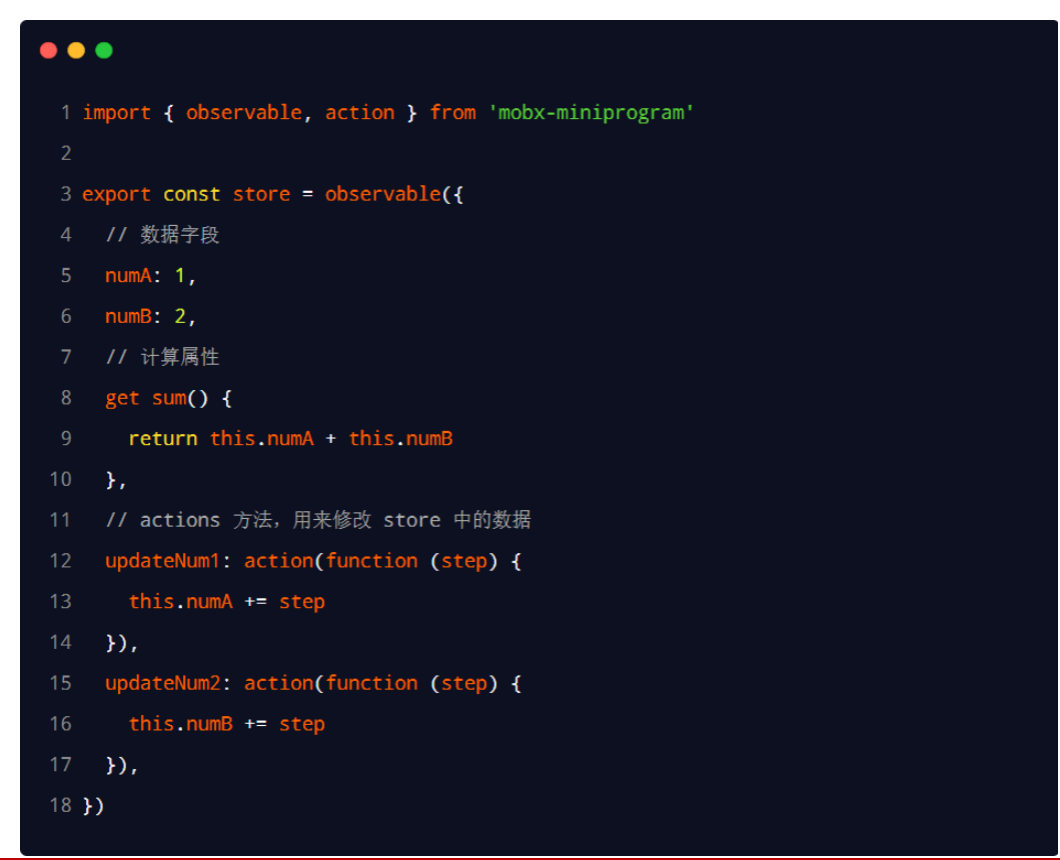 1 import { observable, action } from 'mobx-miniprogram'
2
3 export const store = observable({
4   // 数据字段
5   numA: 1,
6   numB: 2,
7   // 计算属性
8   get sum() {
9     return this.numA + this.numB
10   },
11   // actions 方法，用来修改 store 中的数据
12   updateNum1: action(function (step) {
13     this.numA += step
14   }),
15   updateNum2: action(function (step) {
16     this.numB += step
17   }),
18 })